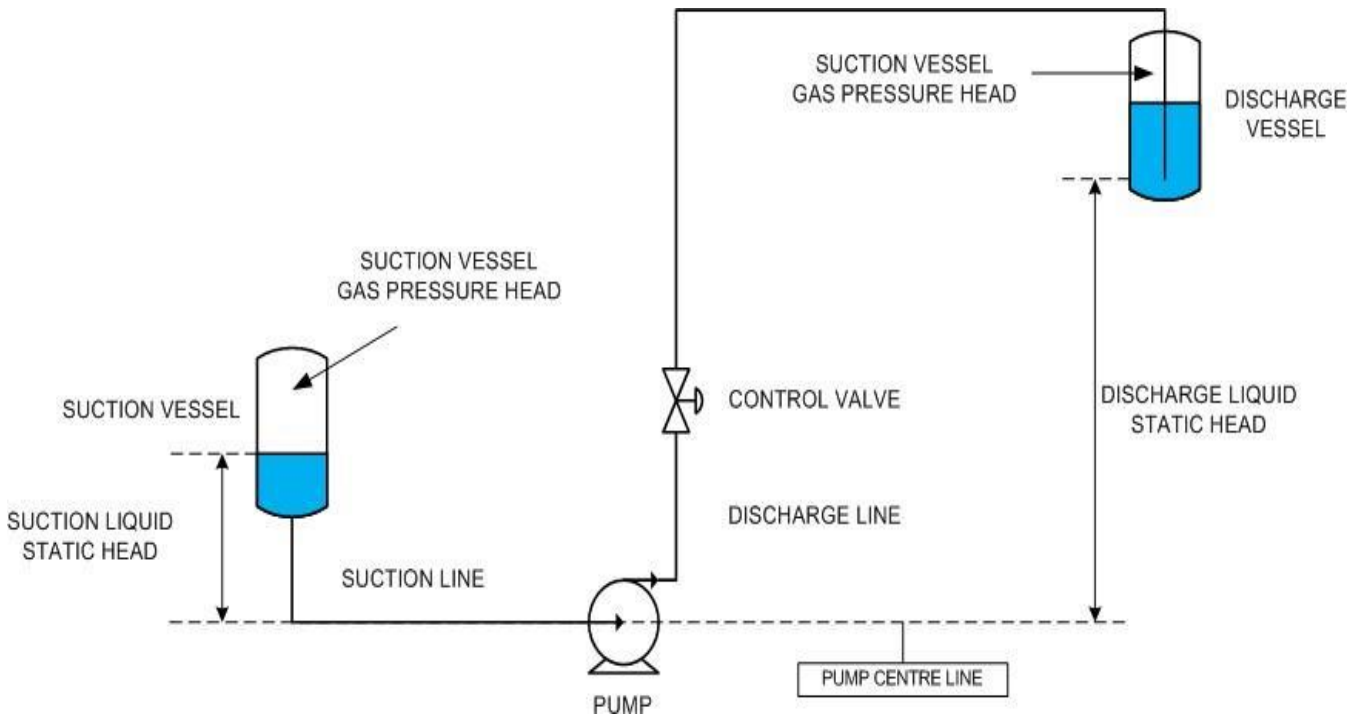 SUCTION VESSEL
GAS PRESSURE HEAD
DISCHARGE
VESSEL
SUCTION VESSEL
GAS PRESSURE HEAD
SUCTION VESSEL
CONTROL VALVE
DISCHARGE LIQUID
STATIC HEAD
SUCTION LIQUID
STATIC HEAD
DISCHARGE LINE
SUCTION LINE
PUMP CENTRE LINE
PUMP